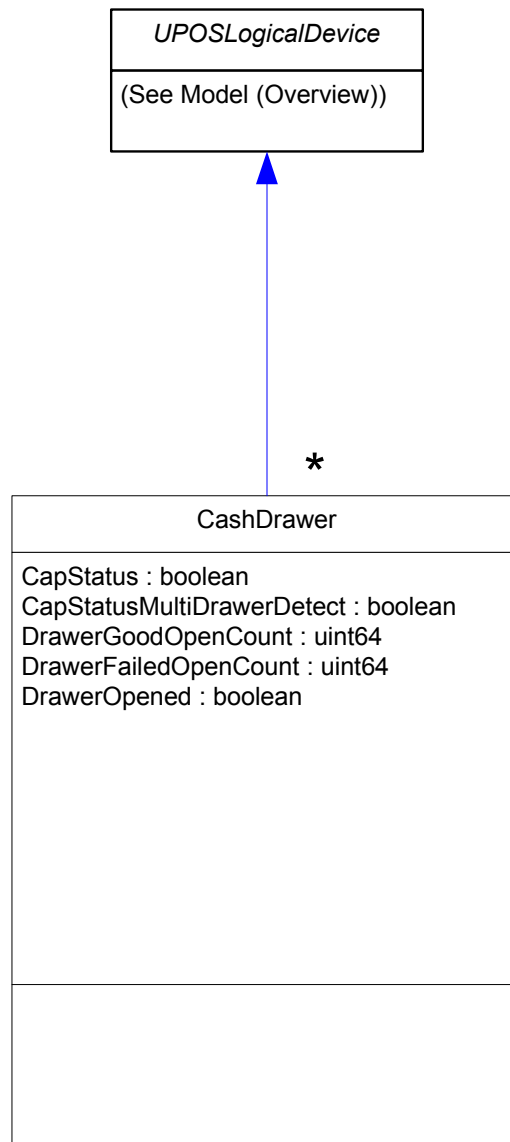 UPOSLogicalDevice
(See Model (Overview))
*
CashDrawer
CapStatus : boolean
CapStatusMultiDrawerDetect : boolean
DrawerGoodOpenCount : uint64
DrawerFailedOpenCount : uint64
DrawerOpened : boolean